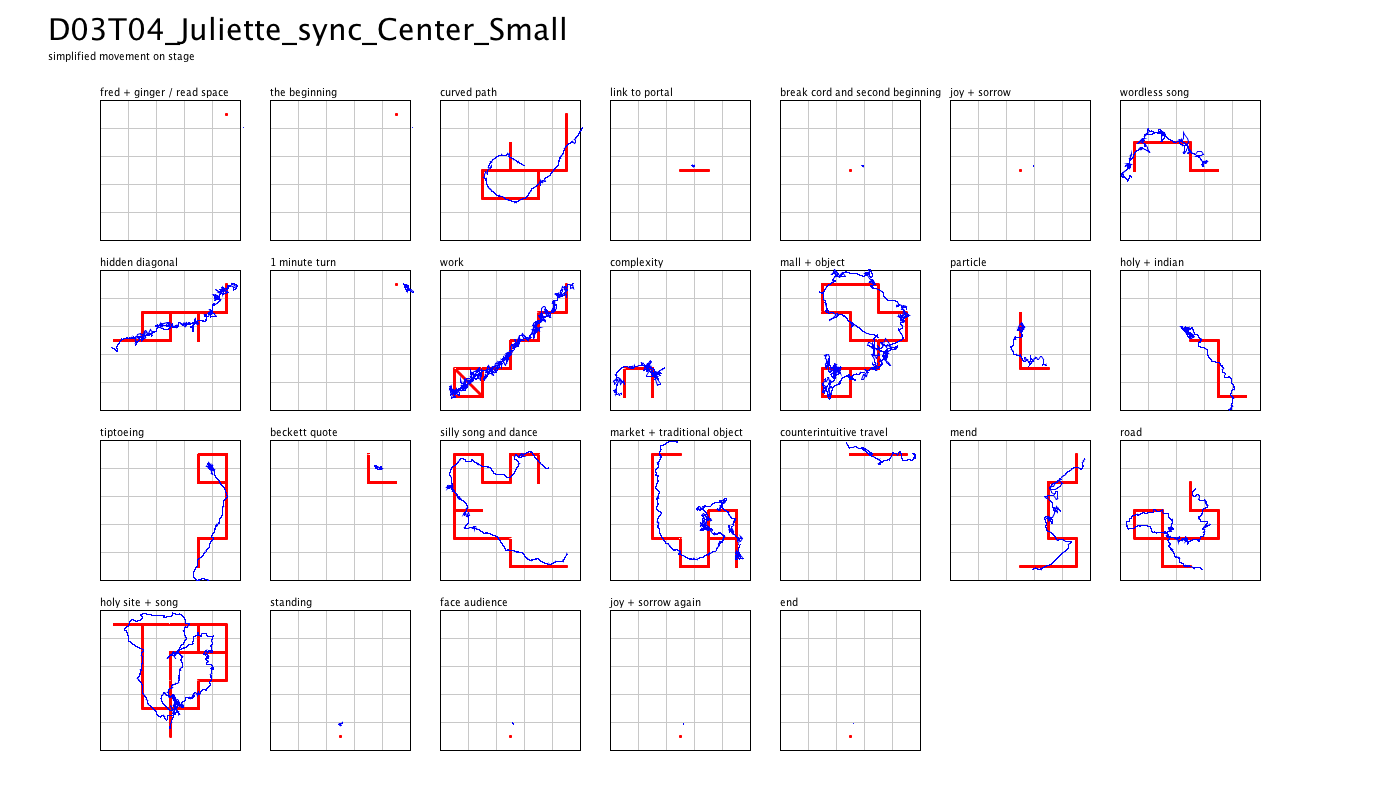 D03T04_Juliette_sync_Center_Small
simplified movement on stage
fred + ginger / read space
the beginning
curved path
link to portal
break cord and second beginning
joy + sorrow
wordless song
hidden diagonal
1 minute turn
work
complexity
mall + object
particle
holy + indian
tiptoeing
beckett quote
silly song and dance
market + traditional object
counterintuitive travel
mend
road
holy site + song
standing
face audience
joy + sorrow again
end